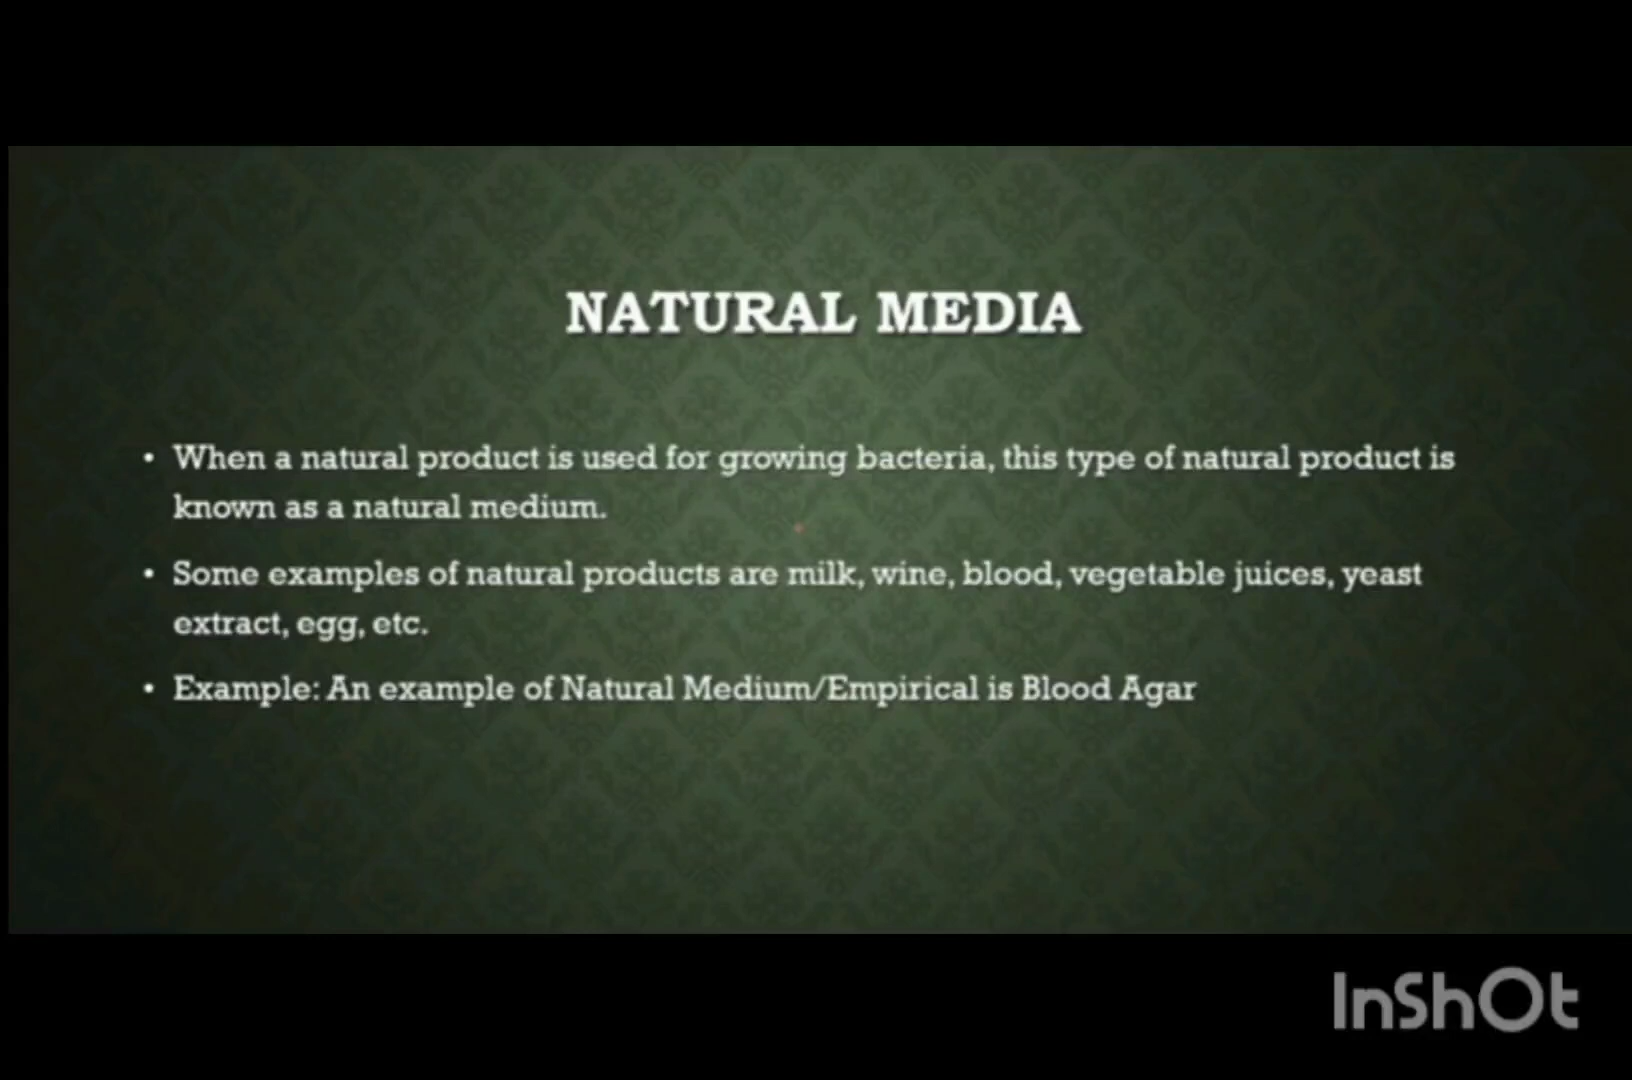 NATURAL MEDIA
• When a natural product is used for growing bacteria, this type of natural product is
known as a natural medium.
• Some examples of natural products are milk, wine, blood, vegetable juices, yeast
extract, egg, etc.
• Example: An example of Natural Medium/Empirical is Blood Agar
InShOt